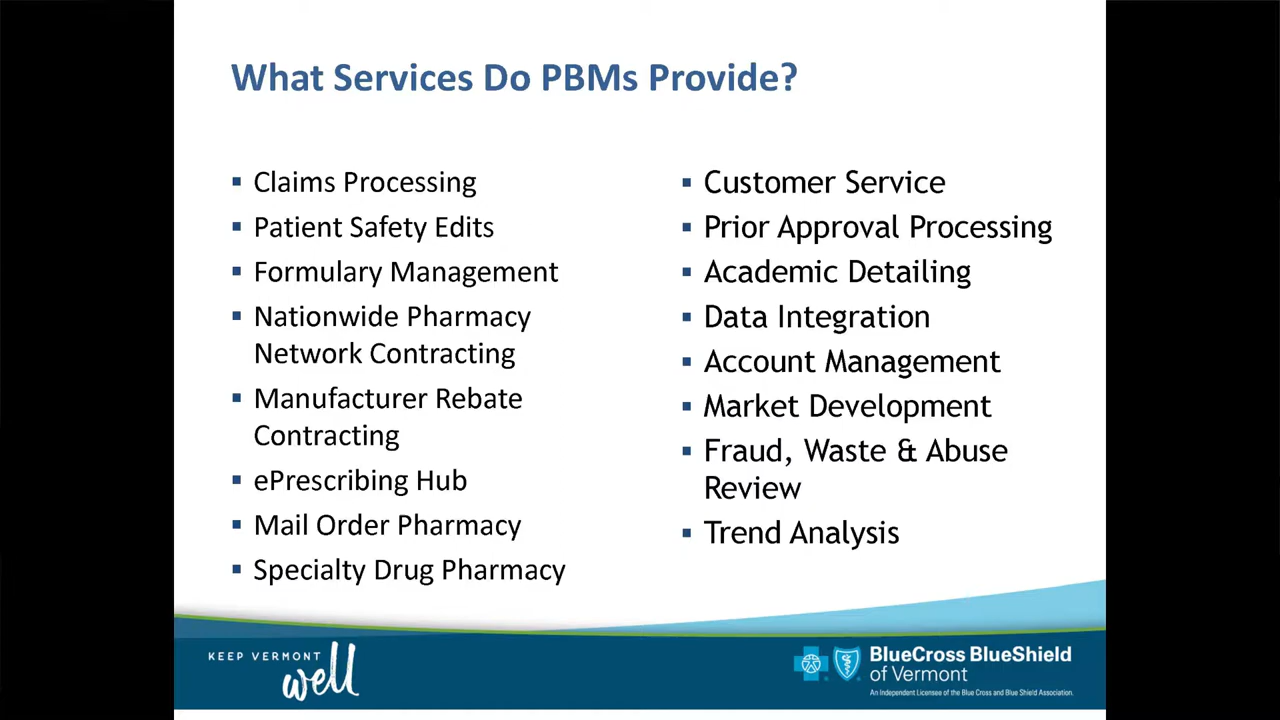 What Services Do PBMs Provide?
▪ Claims Processing
▪ Patient Safety Edits
▪ Formulary Management
▪ Nationwide Pharmacy
Network Contracting
▪ Manufacturer Rebate
Contracting
▪ ePrescribing Hub
▪ Mail Order Pharmacy
▪ Specialty Drug Pharmacy
▪ Customer Service
▪ Prior Approval Processing
▪ Academic Detailing
▪ Data Integration
▪ Account Management
▪ Market Development
▪ Fraud, Waste & Abuse
Review
▪ Trend Analysis
KEEP VERMONT
well
BlueCross BlueShield
of Vermont
An Independent Licensee of the Blue Cross and Blue Shield Association.